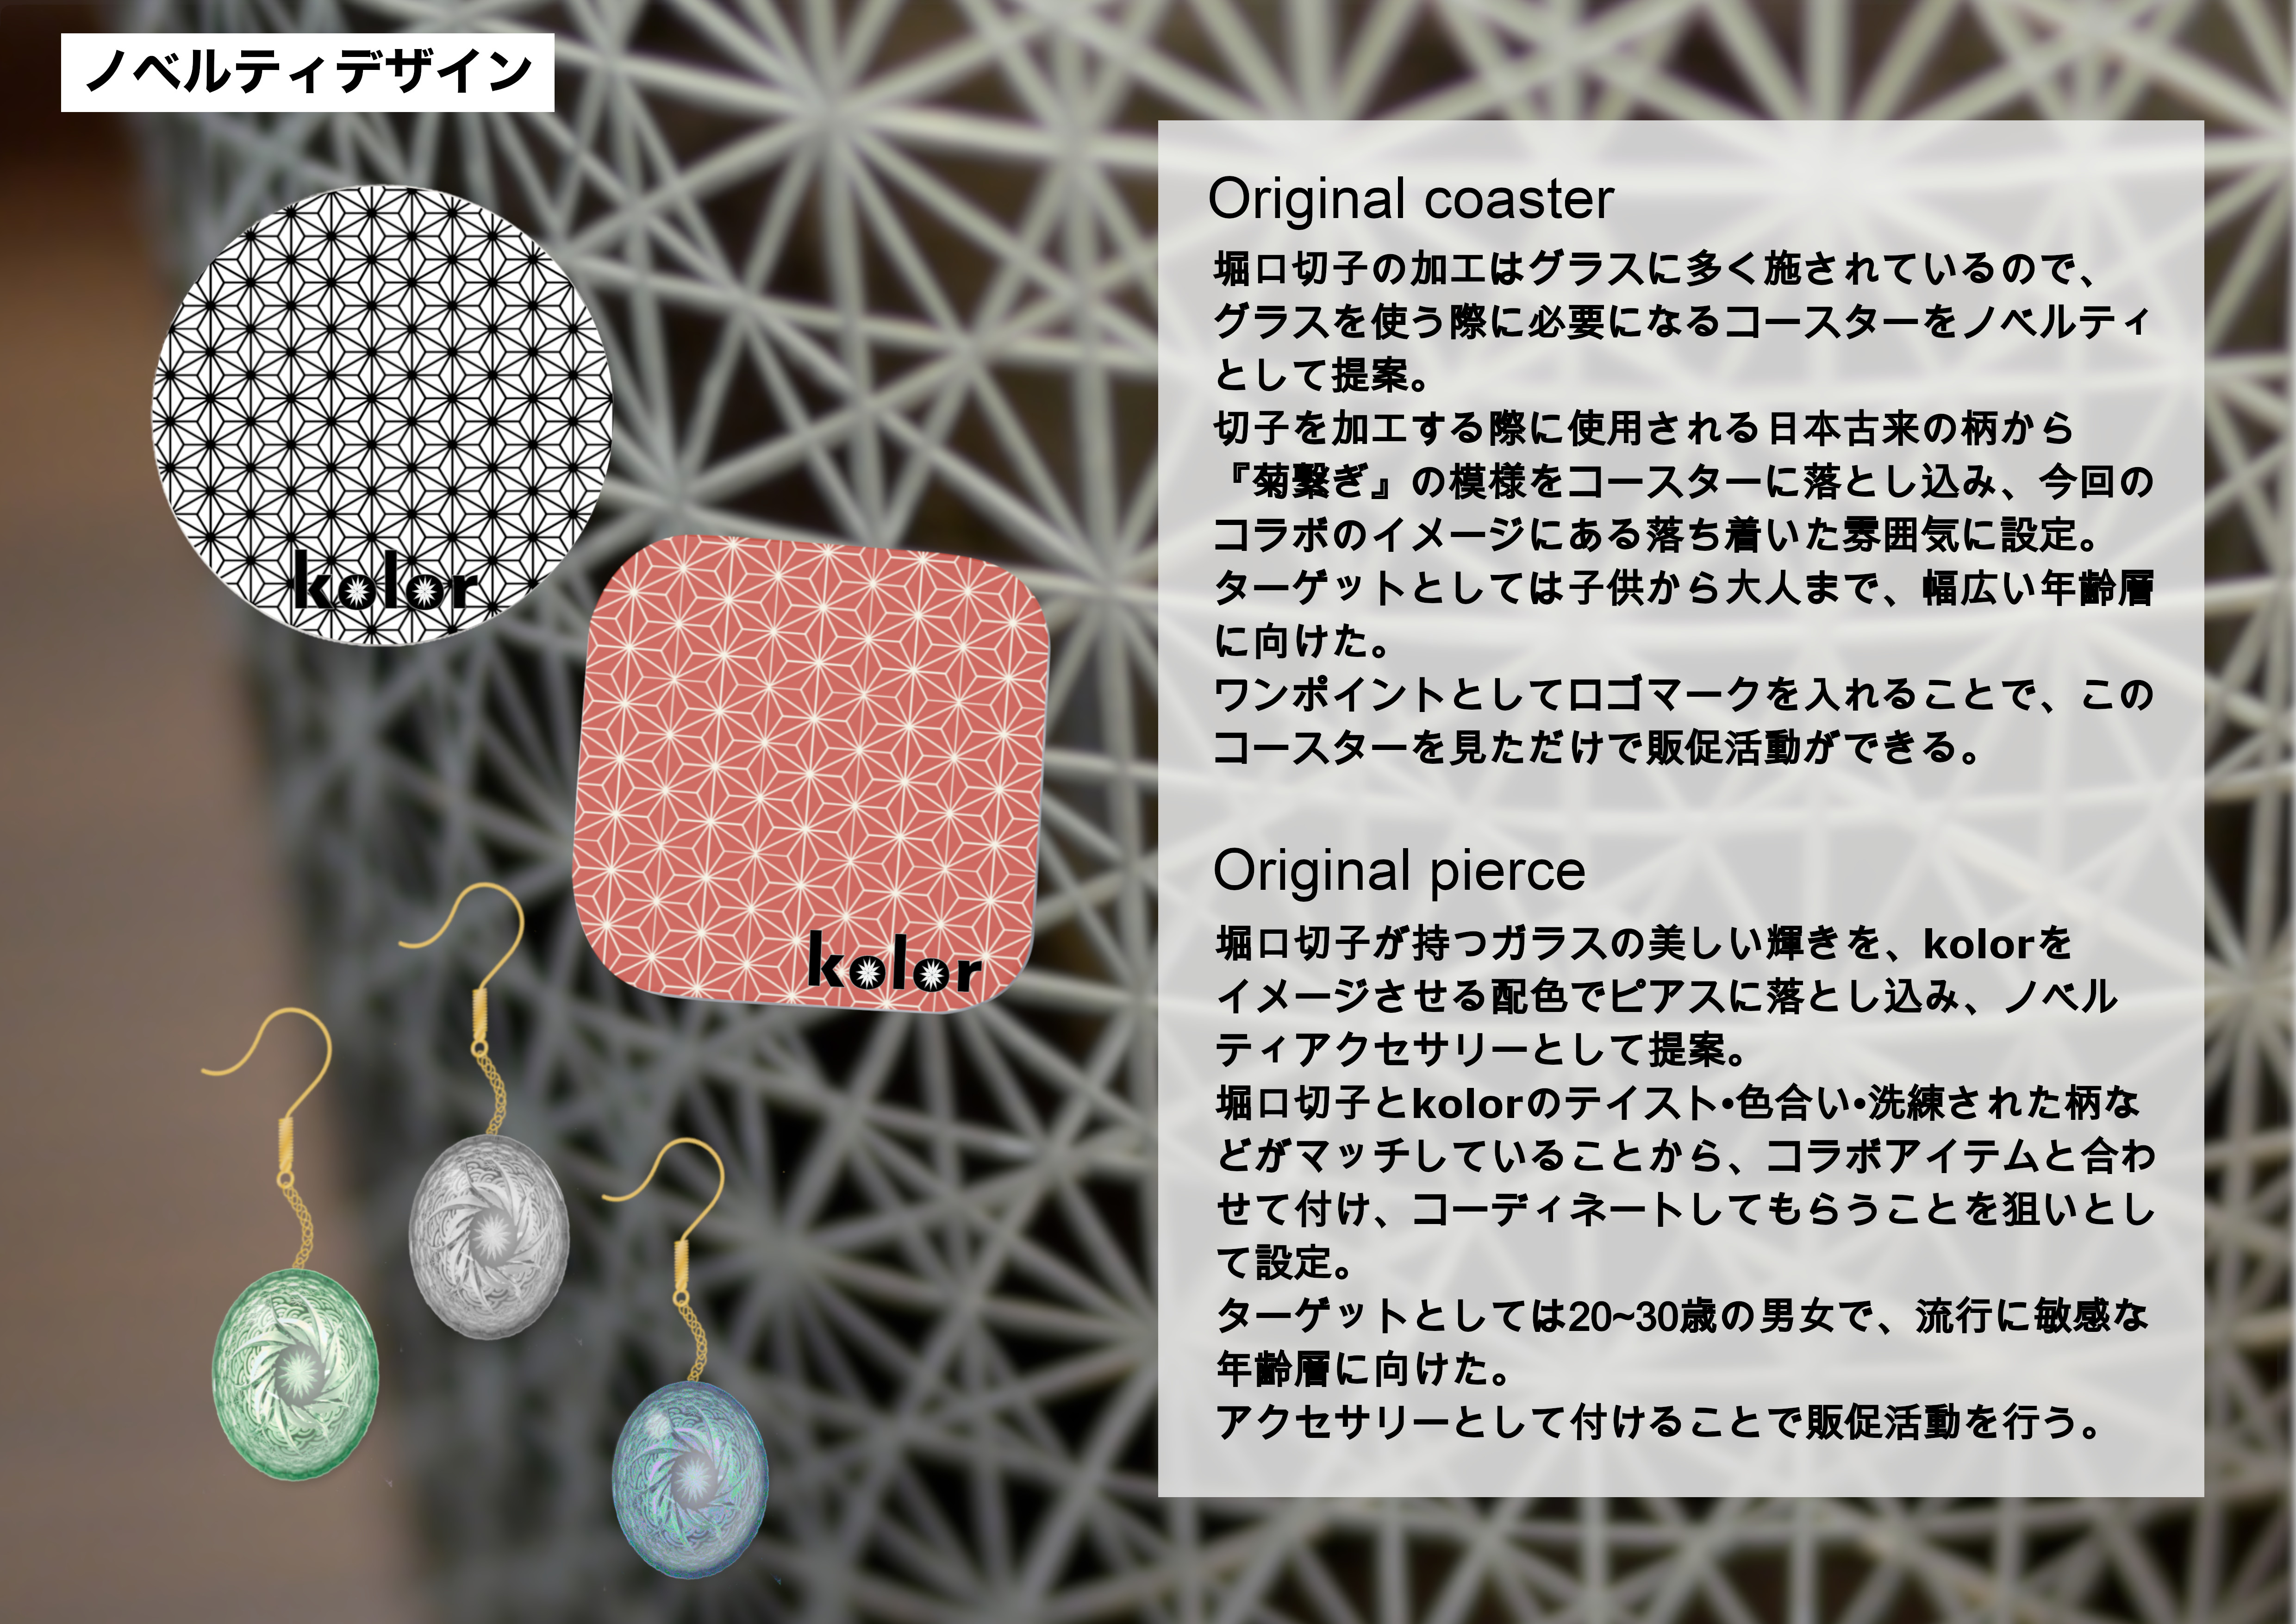 ノベルティデザイン
kolor
kolor
Original coaster
堀口切子の加工はグラスに多く施されているので、
グラスを使う際に必要になるコースターをノベルティ
として提案。
切子を加工する際に使用される日本古来の柄から
『菊繋ぎ』の模様をコースターに落とし込み、今回の
コラボのイメージにある落ち着いた雰囲気に設定。
ターゲットとしては子供から大人まで、幅広い年齢層
に向けた。
ワンポイントとしてロゴマークを入れることで、この
コースターを見ただけで販促活動ができる。
Original pierce
堀口切子が持つガラスの美しい輝きを、kolorを
イメージさせる配色でピアスに落とし込み、ノベル
ティアクセサリーとして提案。
堀口切子とkolorのテイスト•色合い•洗練された柄な
どがマッチしていることから、コラボアイテムと合わ
せて付け、コーディネートしてもらうことを狙いとし
て設定。
ターゲットとしては20~30歳の男女で、流行に敏感な
年齢層に向けた。
アクセサリーとして付けることで販促活動を行う。